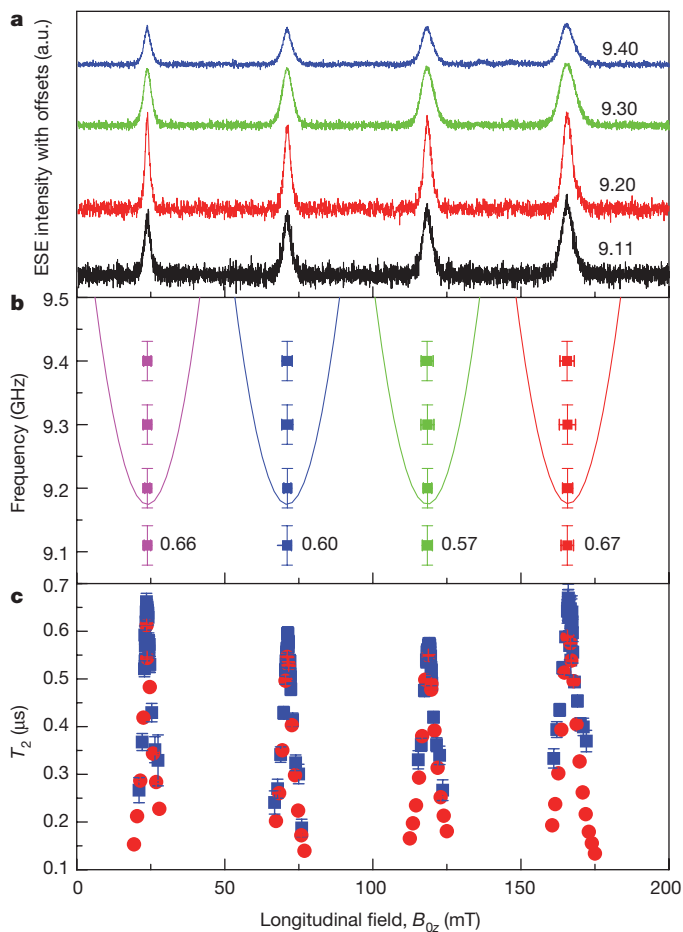 a
ESE intensity with offsets (a.u.)
9.40
9.30
9.20
9.11
b
Frequency (GHz)
9.5
9.4
9.3
9.2
9.1
0.66
0.60
0.57
0.67
c
T2 (μs)
0.7
0.6
0.5
0.4
0.3
0.2
0.1
0 50 100 150 200
Longitudinal field, B0z (mT)